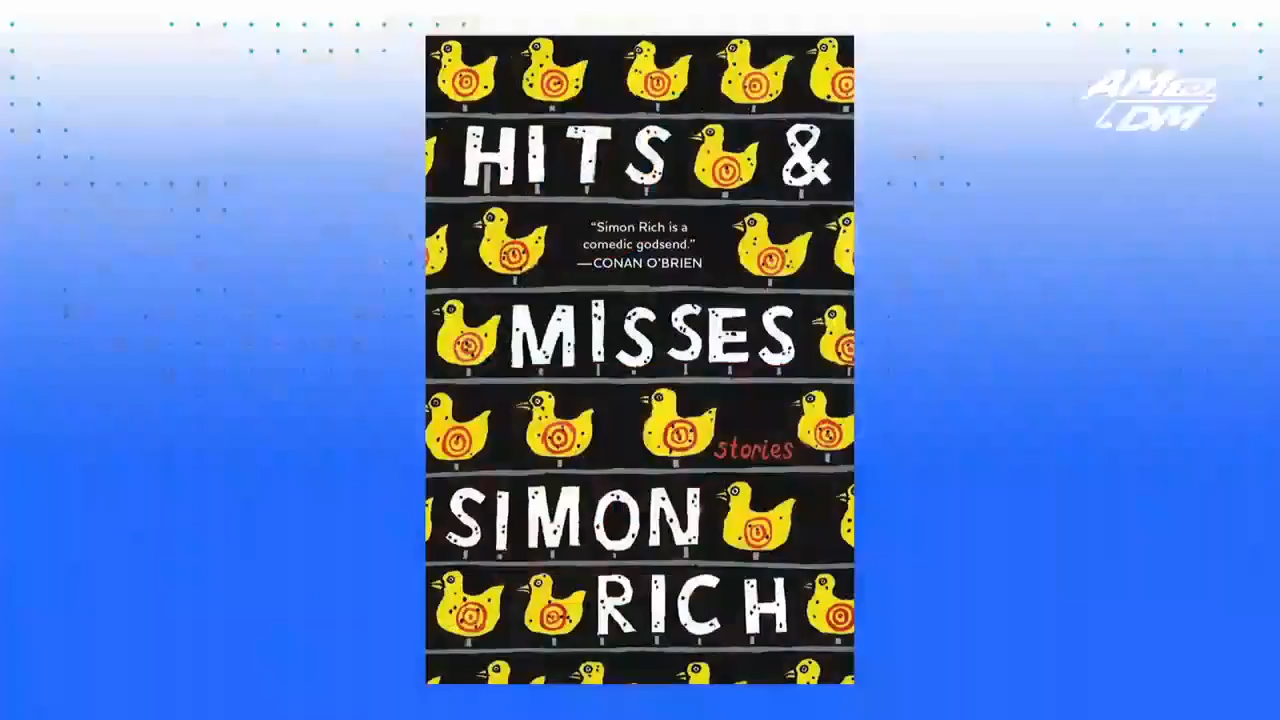 HITS &
"Simon Rich is a
comedic godsend."
—CONAN O'BRIEN
MISSES
stories
SIMON
RICH
AM
DM